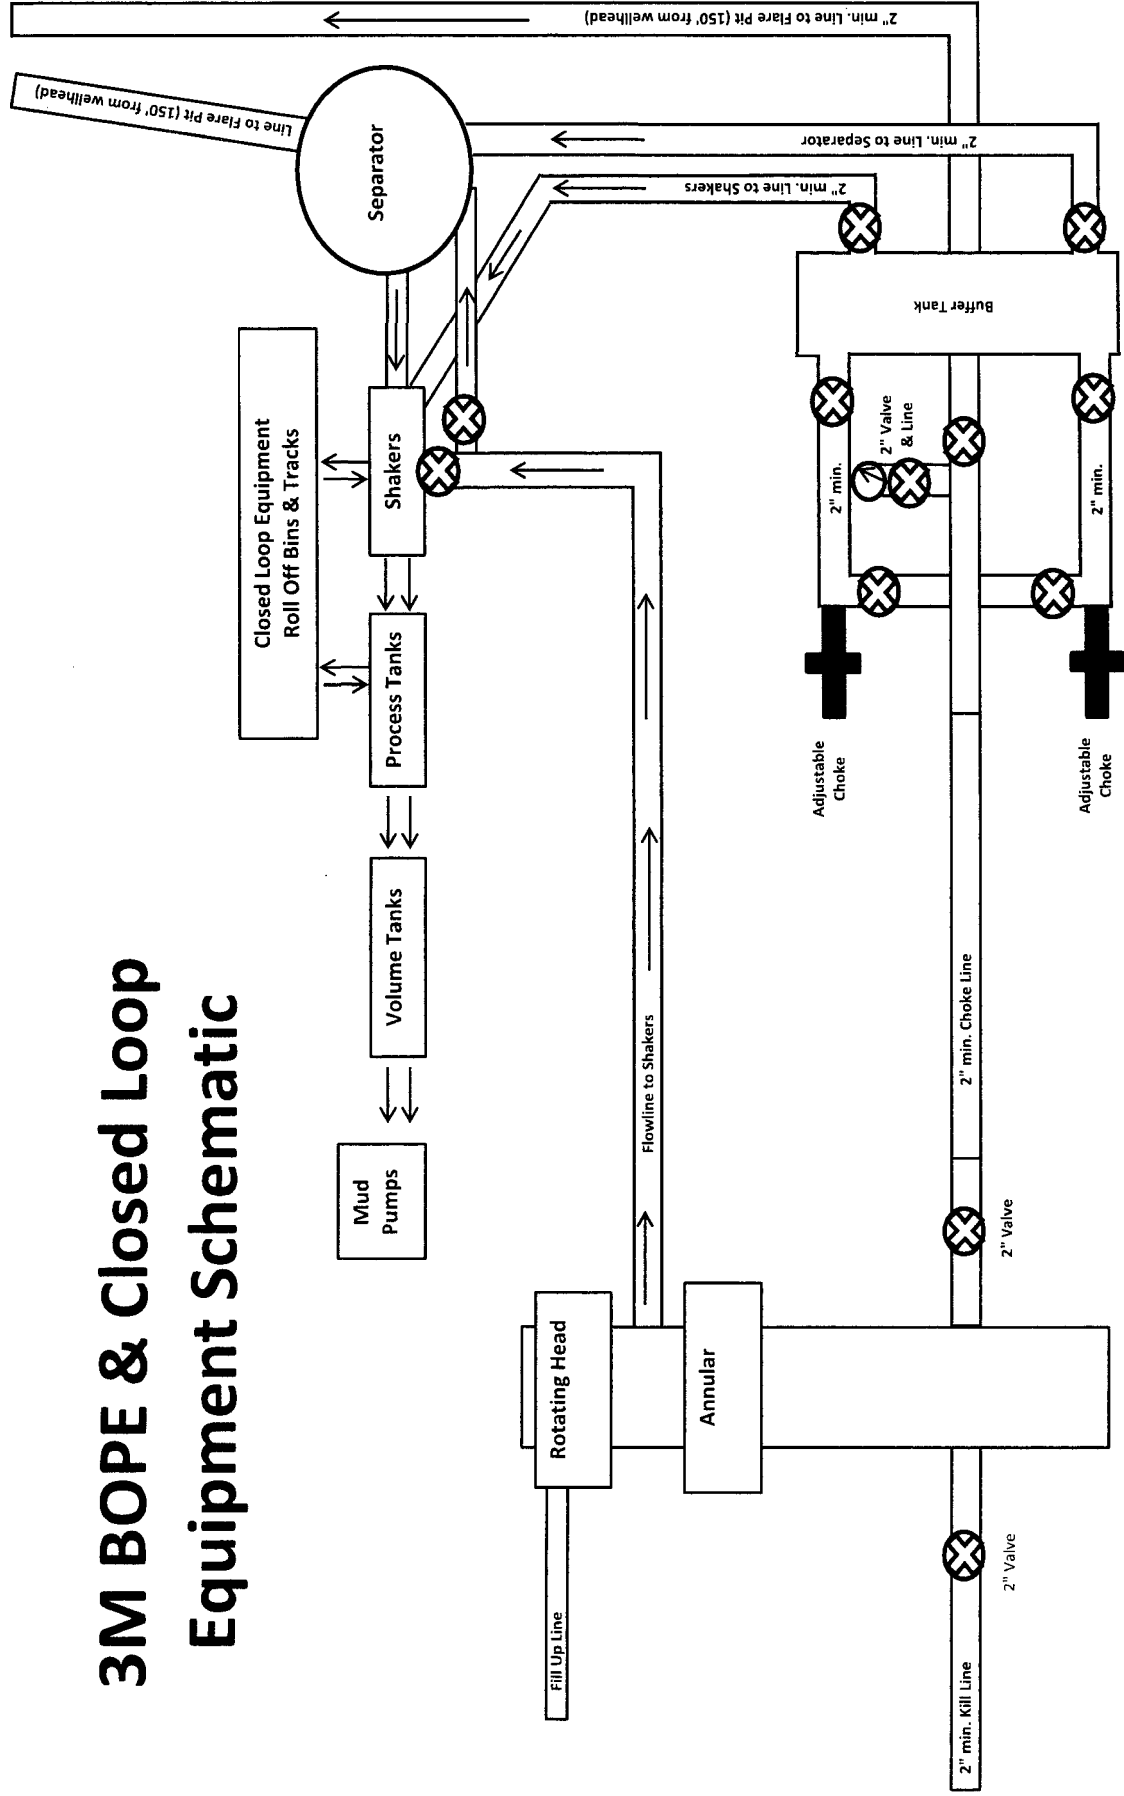 3M BOPE & Closed Loop
Equipment Schematic
Closed Loop Equipment
Roll Off Bins & Tracks
Mud
Pumps
Volume Tanks
Process Tanks
Shakers
Separator
Line to Flare Pit (150' from wellhead)
2" min. Line to Flare Pit (150' from wellhead)
Fill Up Line
Rotating Head
Flowline to Shakers
Annular
2" min. Line to Shakers
2" min. Line to Separator
Adjustable
Choke
2" min.
2" Valve
& Line
Buffer Tank
2" min. Kill Line
2" Valve
2" Valve
2" min. Choke Line
Adjustable
Choke
2" min.